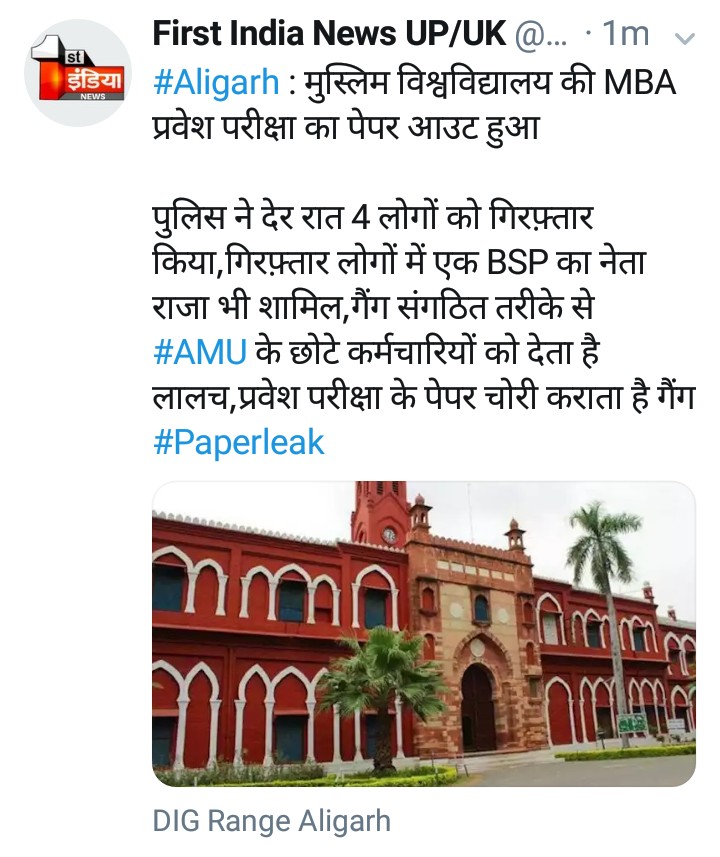 1st
इंडिया
NEWS
First India News UP/UK @... · 1m
#Aligarh : मुस्लिम विश्वविद्यालय की MBA
प्रवेश परीक्षा का पेपर आउट हुआ
पुलिस ने देर रात 4 लोगों को गिरफ़्तार
किया,गिरफ़्तार लोगों में एक BSP का नेता
राजा भी शामिल,गैंग संगठित तरीके से
#AMU के छोटे कर्मचारियों को देता है
लालच,प्रवेश परीक्षा के पेपर चोरी कराता है गैंग
#Paperleak
DIG Range Aligarh